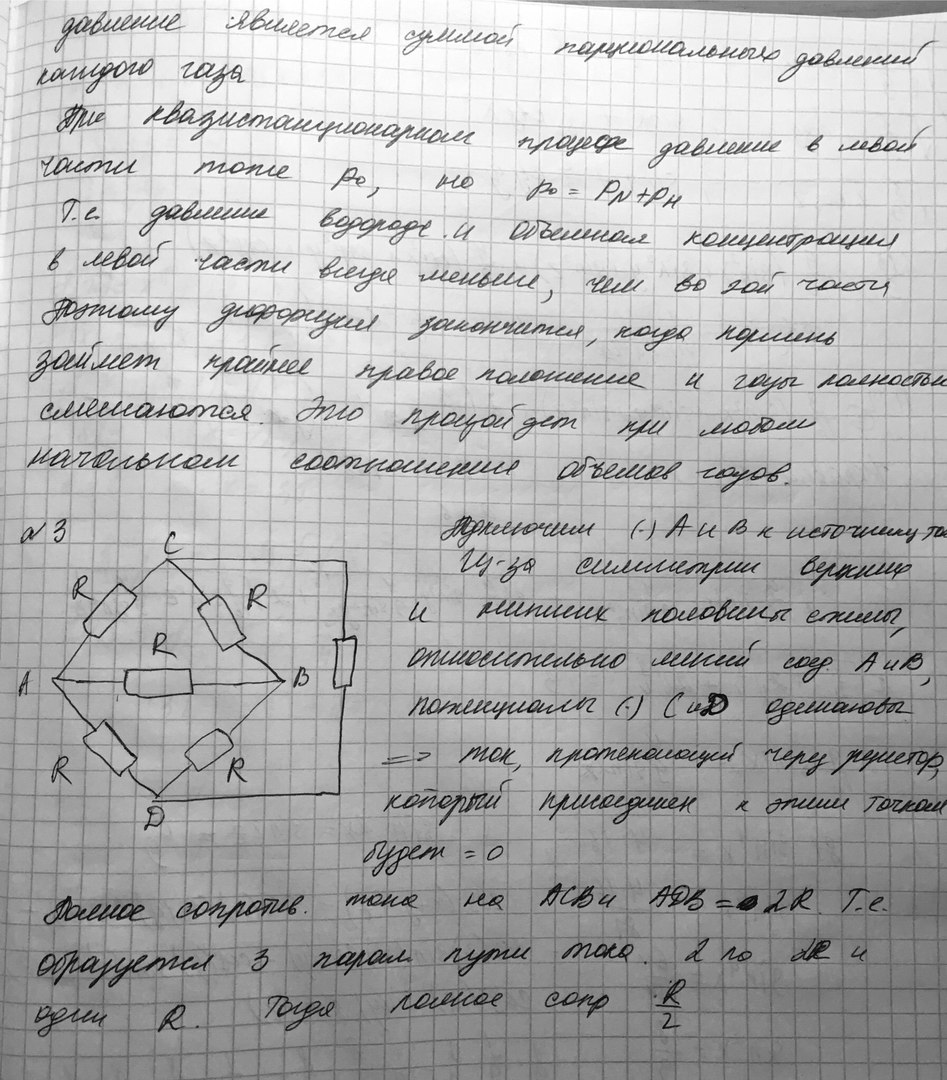 давление является суммой парциональных давлений
каждого газа
При квазистационарном процессе давление в левой
части тоже p₀, но p₀ = P_N + P_H
Т.е. давление водорода и объемная концентрация
в левой части всегда меньше, чем во 2ой части
Поэтому диффузия закончится, когда поршень
займет крайнее правое положение и газы полностью
смешаются. Это произойдет при любом
начальном соотношении объемов газов.
№3
Подключим (·) A и B к источнику то
Из-за симметрии верхних
и нижних половины схемы,
относительно линий соед. A и B,
потенциалы (·) C и D одинаковы
=> ток, протекающий через резистор,
который присоединен к этим точкам
будет = 0
C
R
R
R
A
B
R
R
D
Полное сопротив. тока на ACB и ADB = 2R Т.е.
образуется 3 парал. пути тока. 2 по 2R и
один R. Тогда полное сопр R/2